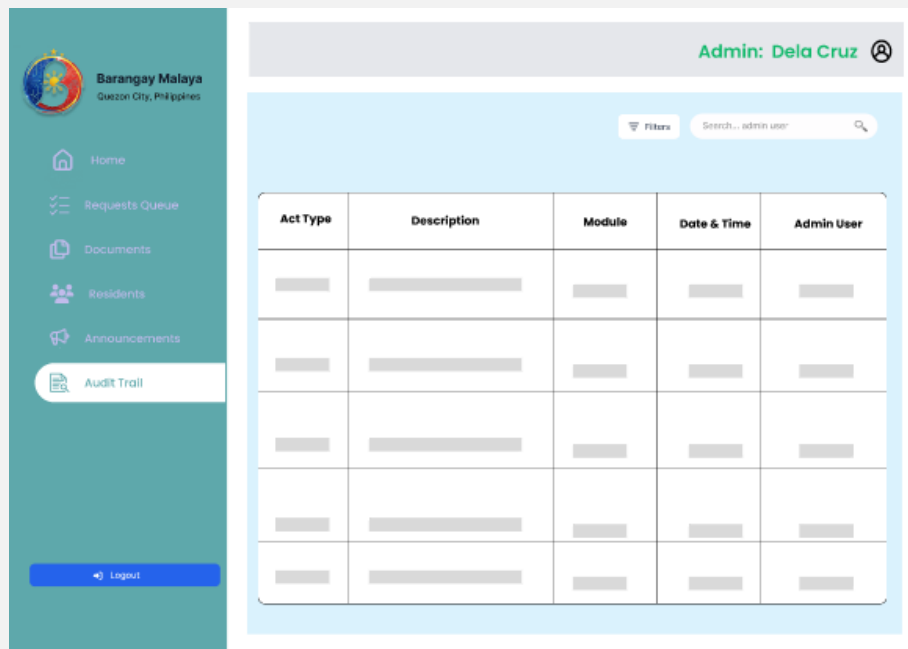 Barangay Malaya
Quezon City, Philippines
Home
Requests Queue
Documents
Residents
Announcements
Audit Trail
Logout
Admin: Dela Cruz
Filters
Search... admin user
Act Type Description Module Date & Time Admin User